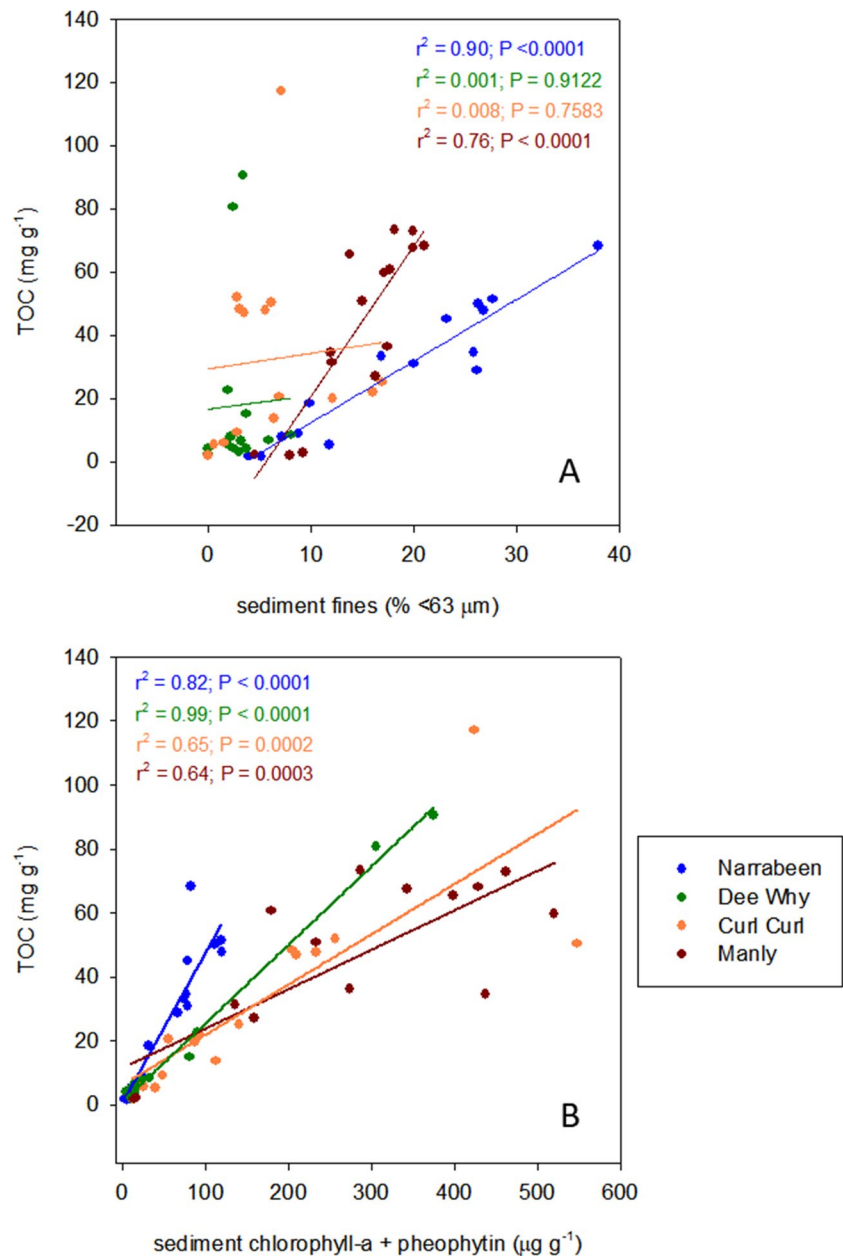 140
120
100
80
60
40
20
0
-20
TOC (mg g⁻¹)
r² = 0.90; P <0.0001
r² = 0.001; P = 0.9122
r² = 0.008; P = 0.7583
r² = 0.76; P < 0.0001
A
0 10 20 30 40
sediment fines (% <63 μm)
140
120
100
80
60
40
20
0
TOC (mg g⁻¹)
r² = 0.82; P < 0.0001
r² = 0.99; P < 0.0001
r² = 0.65; P = 0.0002
r² = 0.64; P = 0.0003
B
0 100 200 300 400 500 600
sediment chlorophyll-a + pheophytin (μg g⁻¹)
Narrabeen
Dee Why
Curl Curl
Manly